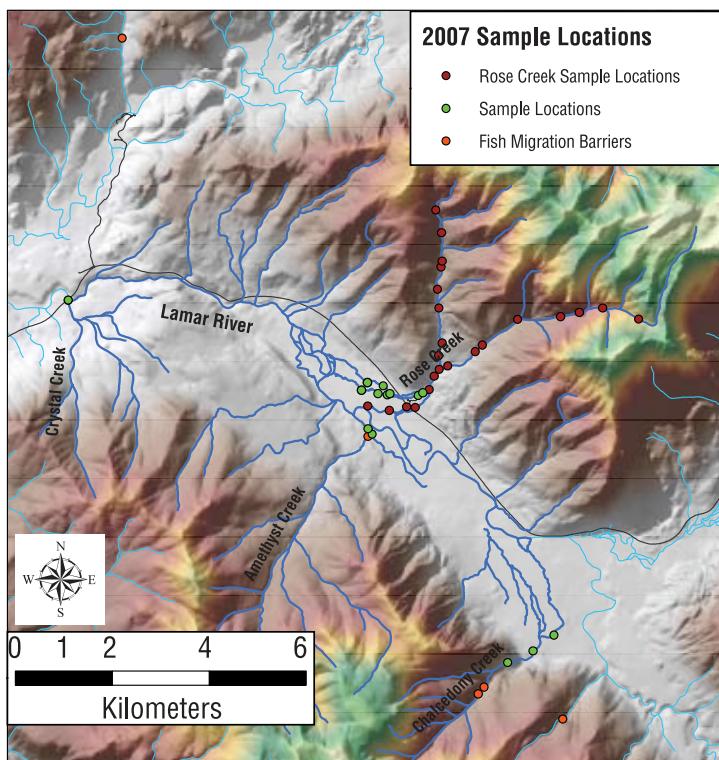 2007 Sample Locations
Rose Creek Sample Locations
Sample Locations
Fish Migration Barriers
Lamar River
Rose Creek
Crystal Creek
Amethyst Creek
N
W E
S
Chalcedony Creek
0 1 2 4 6
Kilometers